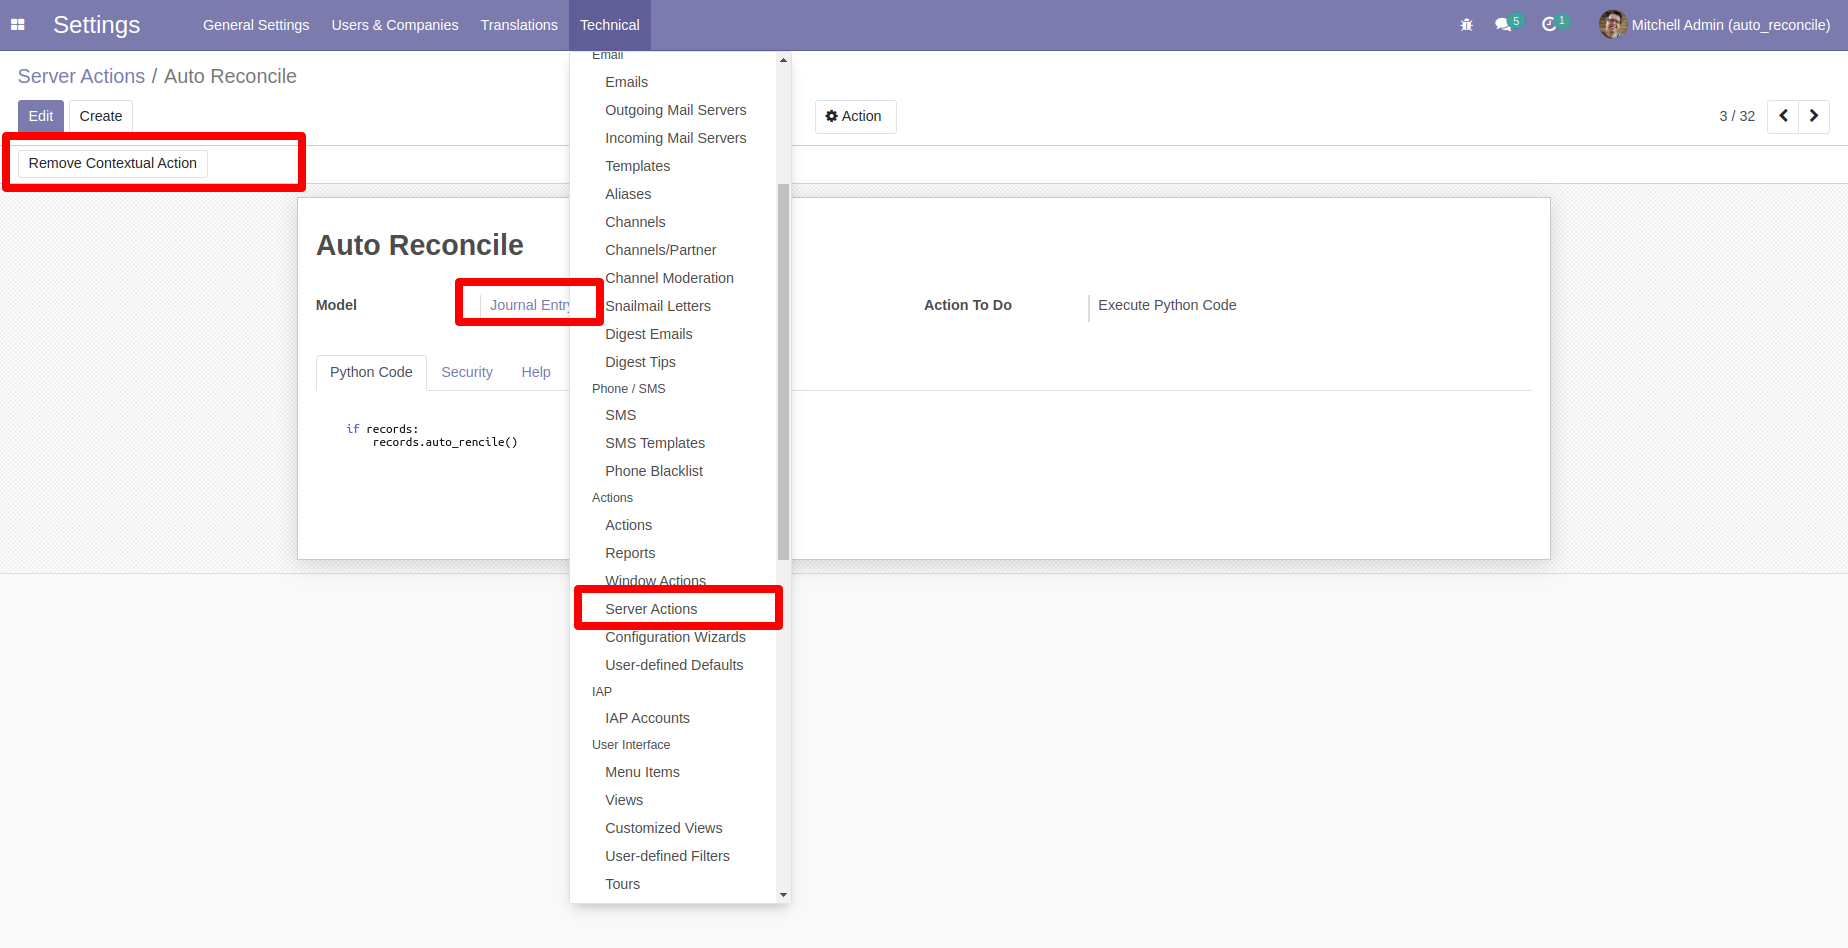 Settings
General Settings
Users & Companies
Translations
Technical
5
1
Mitchell Admin (auto_reconcile)
Server Actions / Auto Reconcile
Edit
Create
Action
3 / 32
Remove Contextual Action
Auto Reconcile
Model
Journal Entry
Action To Do
Execute Python Code
Python Code
Security
Help
if records:
records.auto_rencile()
Email
Emails
Outgoing Mail Servers
Incoming Mail Servers
Templates
Aliases
Channels
Channels/Partner
Channel Moderation
Snailmail Letters
Digest Emails
Digest Tips
Phone / SMS
SMS
SMS Templates
Phone Blacklist
Actions
Actions
Reports
Window Actions
Server Actions
Configuration Wizards
User-defined Defaults
IAP
IAP Accounts
User Interface
Menu Items
Views
Customized Views
User-defined Filters
Tours